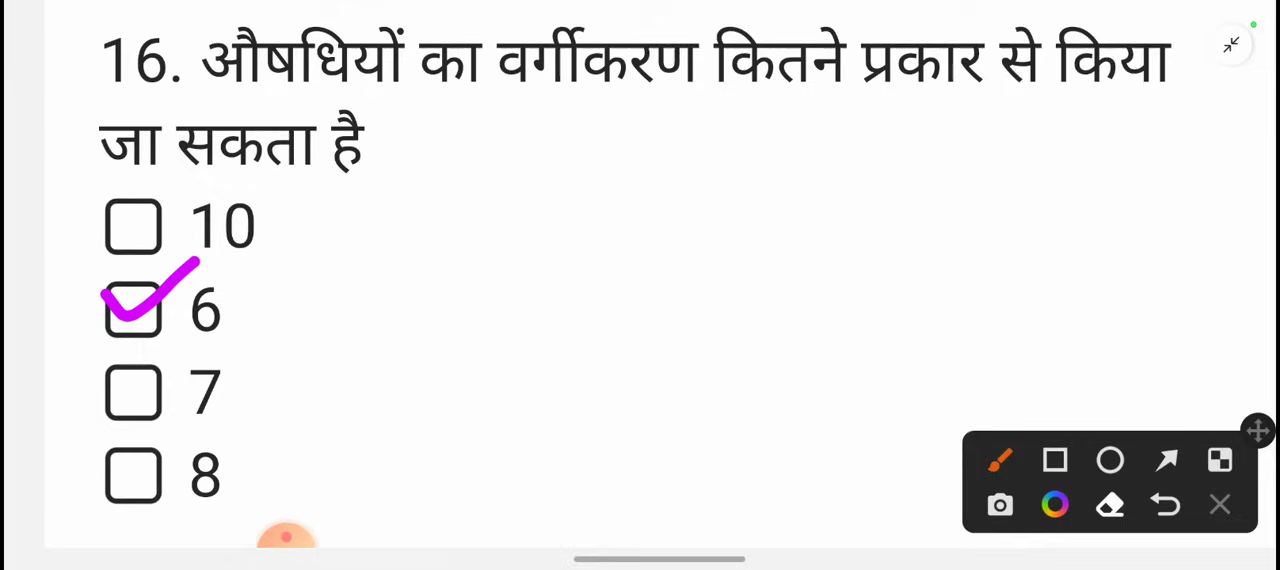 16. औषधियों का वर्गीकरण कितने प्रकार से किया
जा सकता है
10
6
7
8